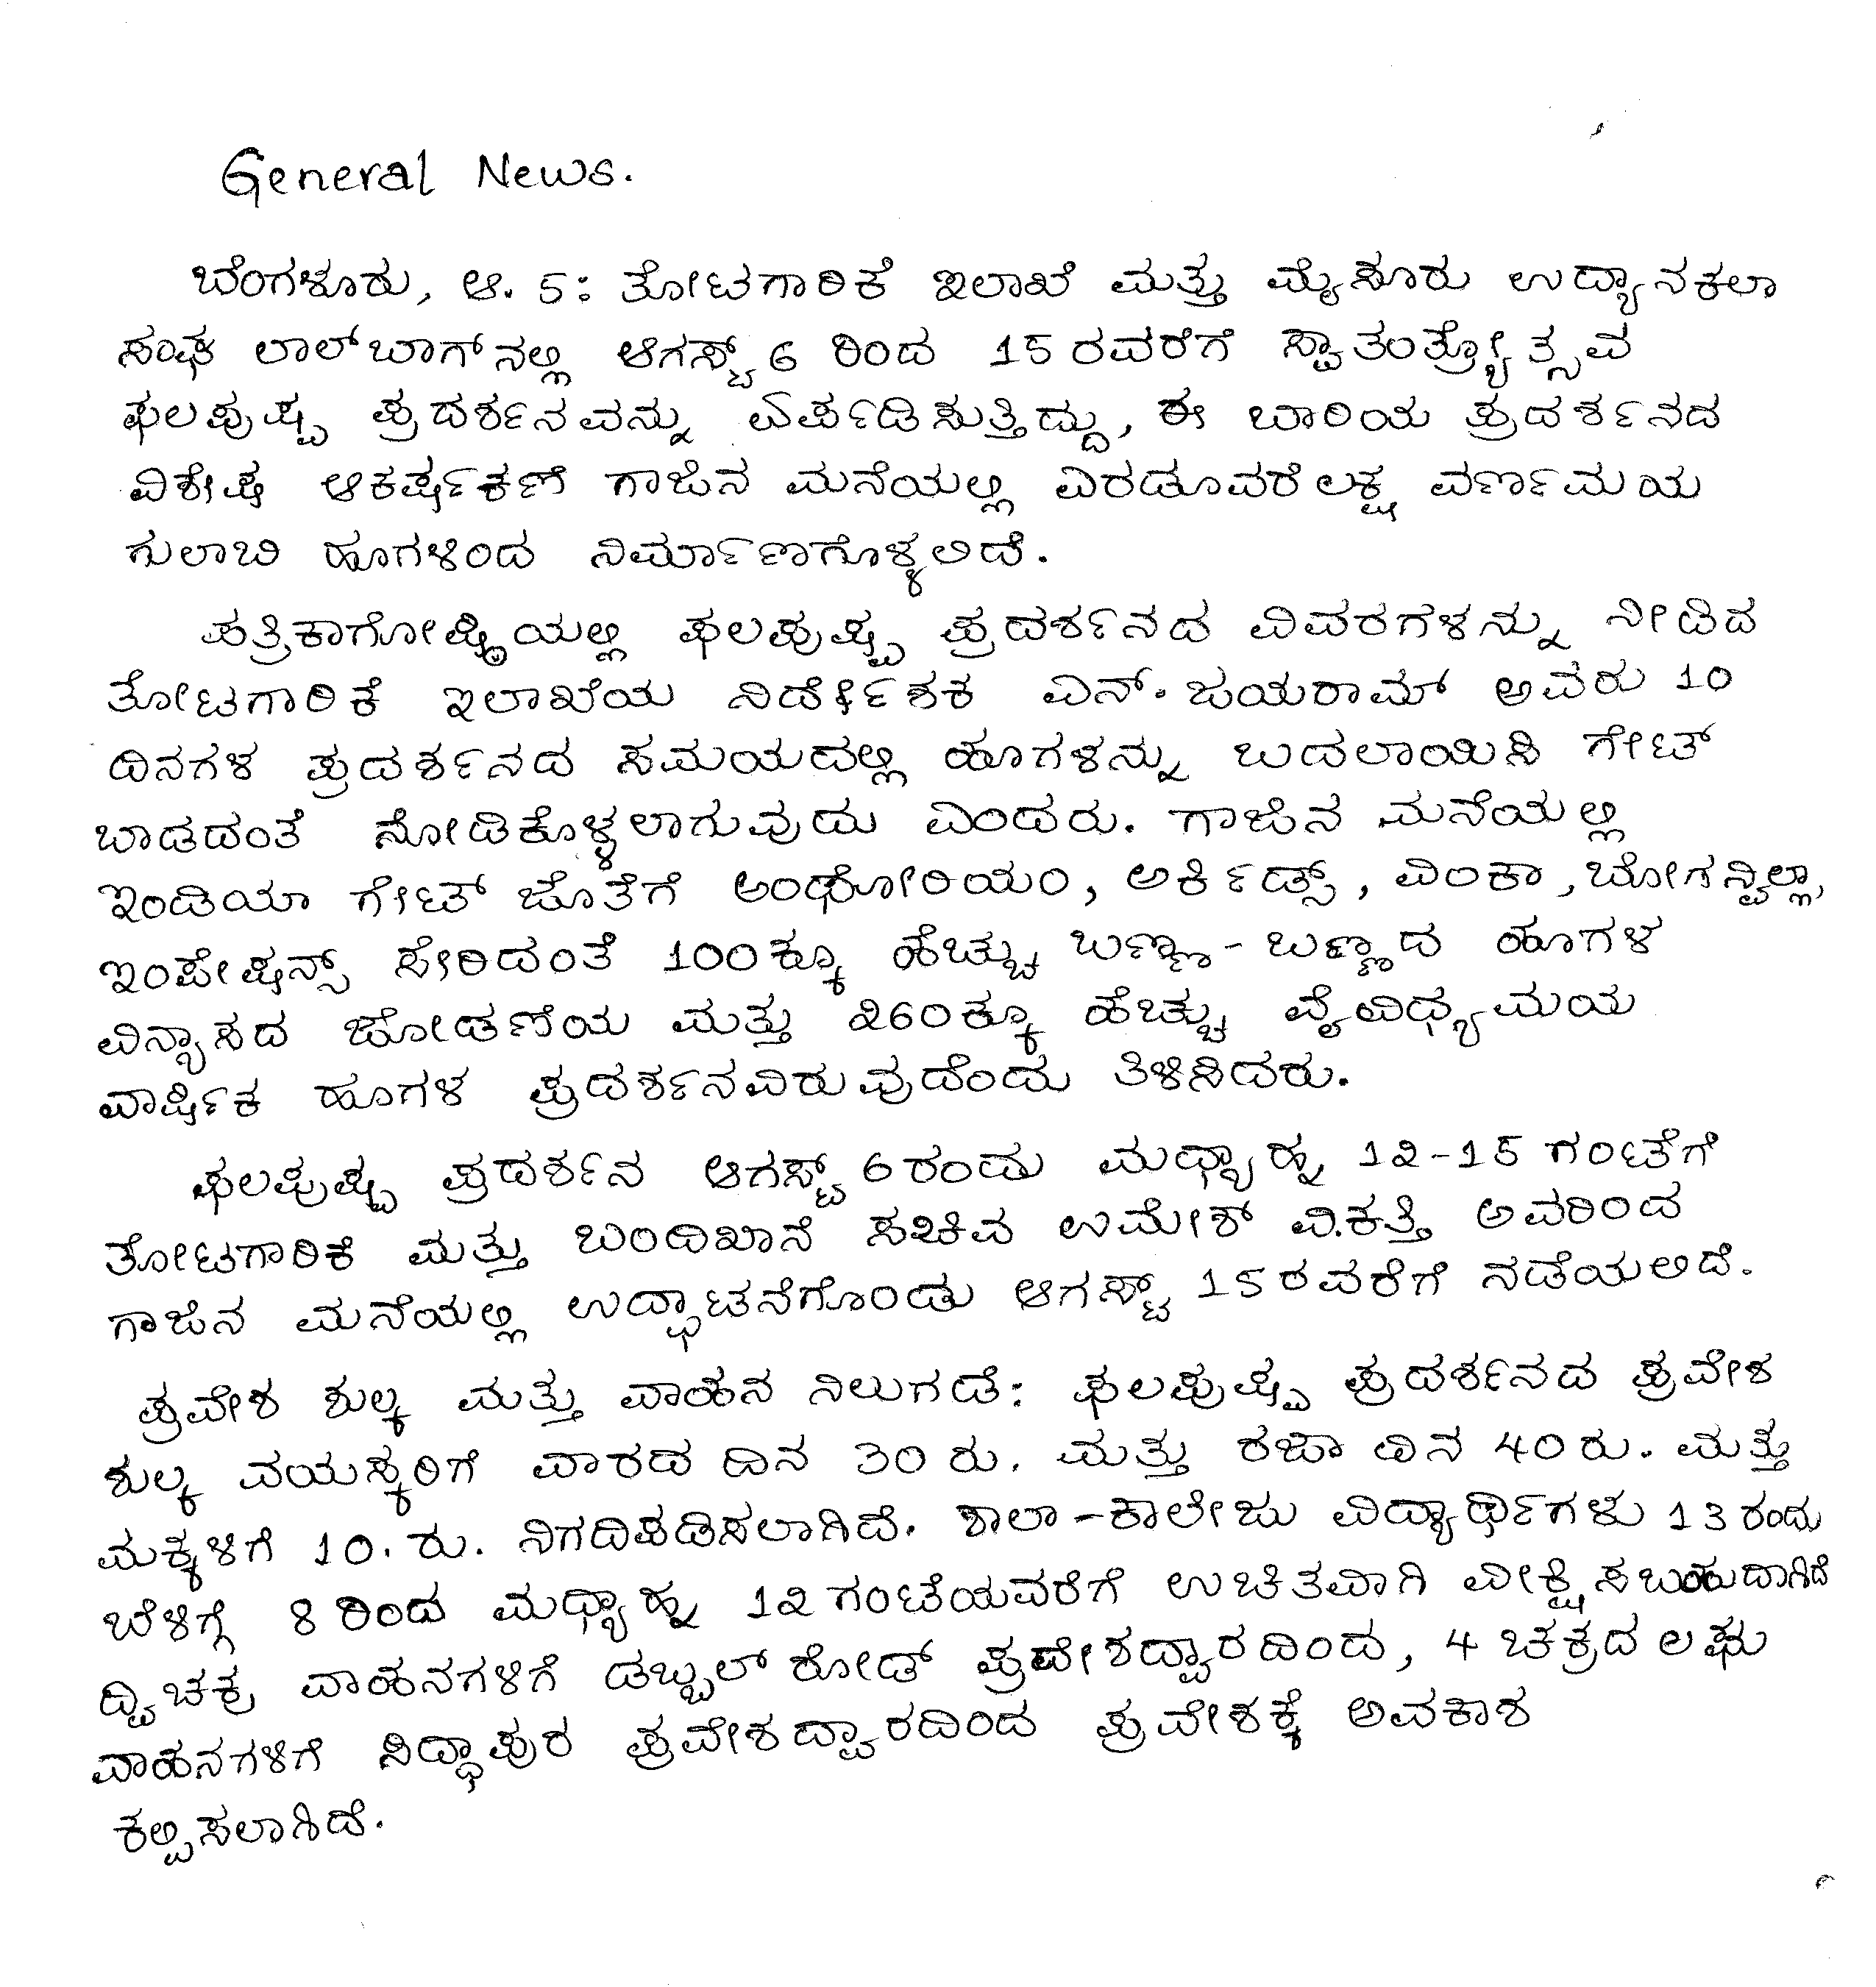 General News.
ಬೆಂಗಳೂರು, ಆ. 5: ತೋಟಗಾರಿಕೆ ಇಲಾಖೆ ಮತ್ತು ಮೈಸೂರು ಉದ್ಯಾನಕಲಾ
ಸಂಘ ಲಾಲ್‌ಬಾಗ್‌ನಲ್ಲಿ ಆಗಸ್ಟ್ 6 ರಿಂದ 15 ರವರೆಗೆ ಸ್ವಾತಂತ್ರ್ಯೋತ್ಸವ
ಫಲಪುಷ್ಪ ಪ್ರದರ್ಶನವನ್ನು ಏರ್ಪಡಿಸುತ್ತಿದ್ದು, ಈ ಬಾರಿಯ ಪ್ರದರ್ಶನದ
ವಿಶೇಷ ಆಕರ್ಷಕಣೆ ಗಾಜಿನ ಮನೆಯಲ್ಲಿ ಎರಡೂವರೆ ಲಕ್ಷ ವರ್ಣಮಯ
ಗುಲಾಬಿ ಹೂಗಳಿಂದ ನಿರ್ಮಾಣಗೊಳ್ಳಲಿದೆ.
ಪತ್ರಿಕಾಗೋಷ್ಠಿಯಲ್ಲಿ ಫಲಪುಷ್ಪ ಪ್ರದರ್ಶನದ ವಿವರಗಳನ್ನು ನೀಡಿದ
ತೋಟಗಾರಿಕೆ ಇಲಾಖೆಯ ನಿರ್ದೇಶಕ ಎನ್. ಜಯರಾಮ್ ಅವರು 10
ದಿನಗಳ ಪ್ರದರ್ಶನದ ಸಮಯದಲ್ಲಿ ಹೂಗಳನ್ನು ಬದಲಾಯಿಸಿ ಗೇಟ್
ಬಾಡದಂತೆ ನೋಡಿಕೊಳ್ಳಲಾಗುವುದು ಎಂದರು. ಗಾಜಿನ ಮನೆಯಲ್ಲಿ
ಇಂಡಿಯಾ ಗೇಟ್ ಜೊತೆಗೆ ಅಂಥೋರಿಯಂ, ಆರ್ಕಿಡ್ಸ್, ವಿಂಕಾ, ಬೋಗನ್ವಿಲ್ಲಾ,
ಇಂಪೇಷನ್ಸ್ ಸೇರಿದಂತೆ 100ಕ್ಕೂ ಹೆಚ್ಚು ಬಣ್ಣ-ಬಣ್ಣದ ಹೂಗಳ
ವಿನ್ಯಾಸದ ಜೋಡಣೆಯ ಮತ್ತು 260ಕ್ಕೂ ಹೆಚ್ಚು ವೈವಿಧ್ಯಮಯ
ವಾರ್ಷಿಕ ಹೂಗಳ ಪ್ರದರ್ಶನವಿರುವುದೆಂದು ತಿಳಿಸಿದರು.
ಫಲಪುಷ್ಪ ಪ್ರದರ್ಶನ ಆಗಸ್ಟ್ 6ರಂದು ಮಧ್ಯಾಹ್ನ 12-15 ಗಂಟೆಗೆ
ತೋಟಗಾರಿಕೆ ಮತ್ತು ಬಂದಿಖಾನೆ ಸಚಿವ ಉಮೇಶ್ ವಿ.ಕತ್ತಿ ಅವರಿಂದ
ಗಾಜಿನ ಮನೆಯಲ್ಲಿ ಉದ್ಘಾಟನೆಗೊಂಡು ಆಗಸ್ಟ್ 15ರವರೆಗೆ ನಡೆಯಲಿದೆ.
ಪ್ರವೇಶ ಶುಲ್ಕ ಮತ್ತು ವಾಹನ ನಿಲುಗಡೆ: ಫಲಪುಷ್ಪ ಪ್ರದರ್ಶನದ ಪ್ರವೇಶ
ಶುಲ್ಕ ವಯಸ್ಕರಿಗೆ ವಾರದ ದಿನ 30 ರು. ಮತ್ತು ರಜಾ ದಿನ 40 ರು. ಮತ್ತು
ಮಕ್ಕಳಿಗೆ 10. ರು. ನಿಗದಿಪಡಿಸಲಾಗಿದೆ. ಶಾಲಾ-ಕಾಲೇಜು ವಿದ್ಯಾರ್ಥಿಗಳು 13 ರಂದು
ಬೆಳಿಗ್ಗೆ 8 ರಿಂದ ಮಧ್ಯಾಹ್ನ 12 ಗಂಟೆಯವರೆಗೆ ಉಚಿತವಾಗಿ ವೀಕ್ಷಿಸಬಹುದಾಗಿದೆ
ದ್ವಿಚಕ್ರ ವಾಹನಗಳಿಗೆ ಡಬ್ಬಲ್ ರೋಡ್ ಪ್ರವೇಶದ್ವಾರದಿಂದ, 4 ಚಕ್ರದ ಲಘು
ವಾಹನಗಳಿಗೆ ಸಿದ್ಧಾಪುರ ಪ್ರವೇಶದ್ವಾರದಿಂದ ಪ್ರವೇಶಕ್ಕೆ ಅವಕಾಶ
ಕಲ್ಪಿಸಲಾಗಿದೆ.